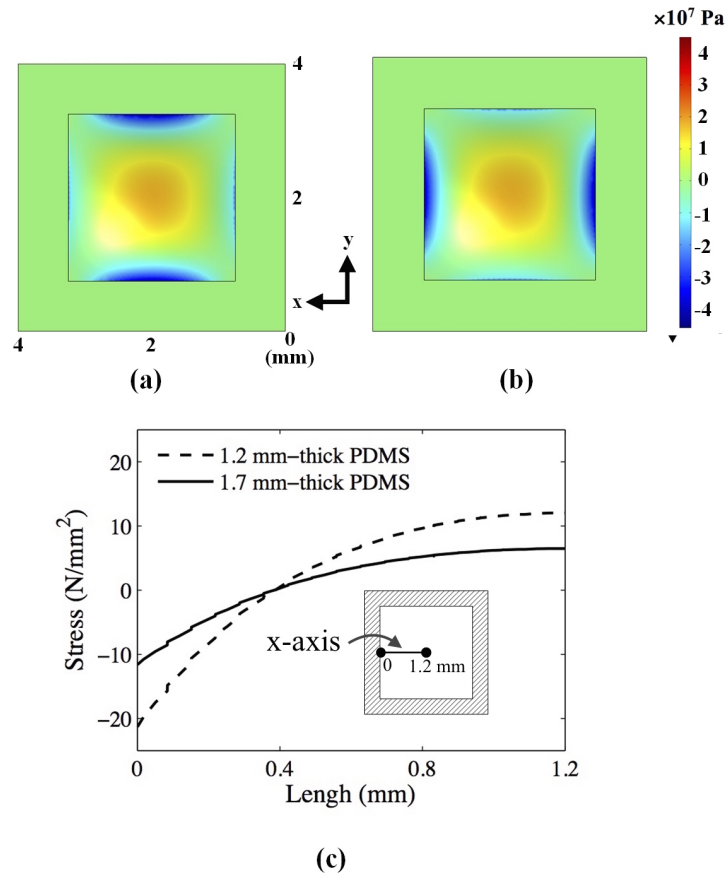 ×10⁷ Pa
4
3
2
1
0
-1
-2
-3
-4
4
2
y
x
4
2
0
(mm)
(a)
(b)
1.2 mm−thick PDMS
1.7 mm−thick PDMS
20
10
0
−10
−20
Stress (N/mm²)
x-axis
0
1.2 mm
0
0.4
0.8
1.2
Lengh (mm)
(c)